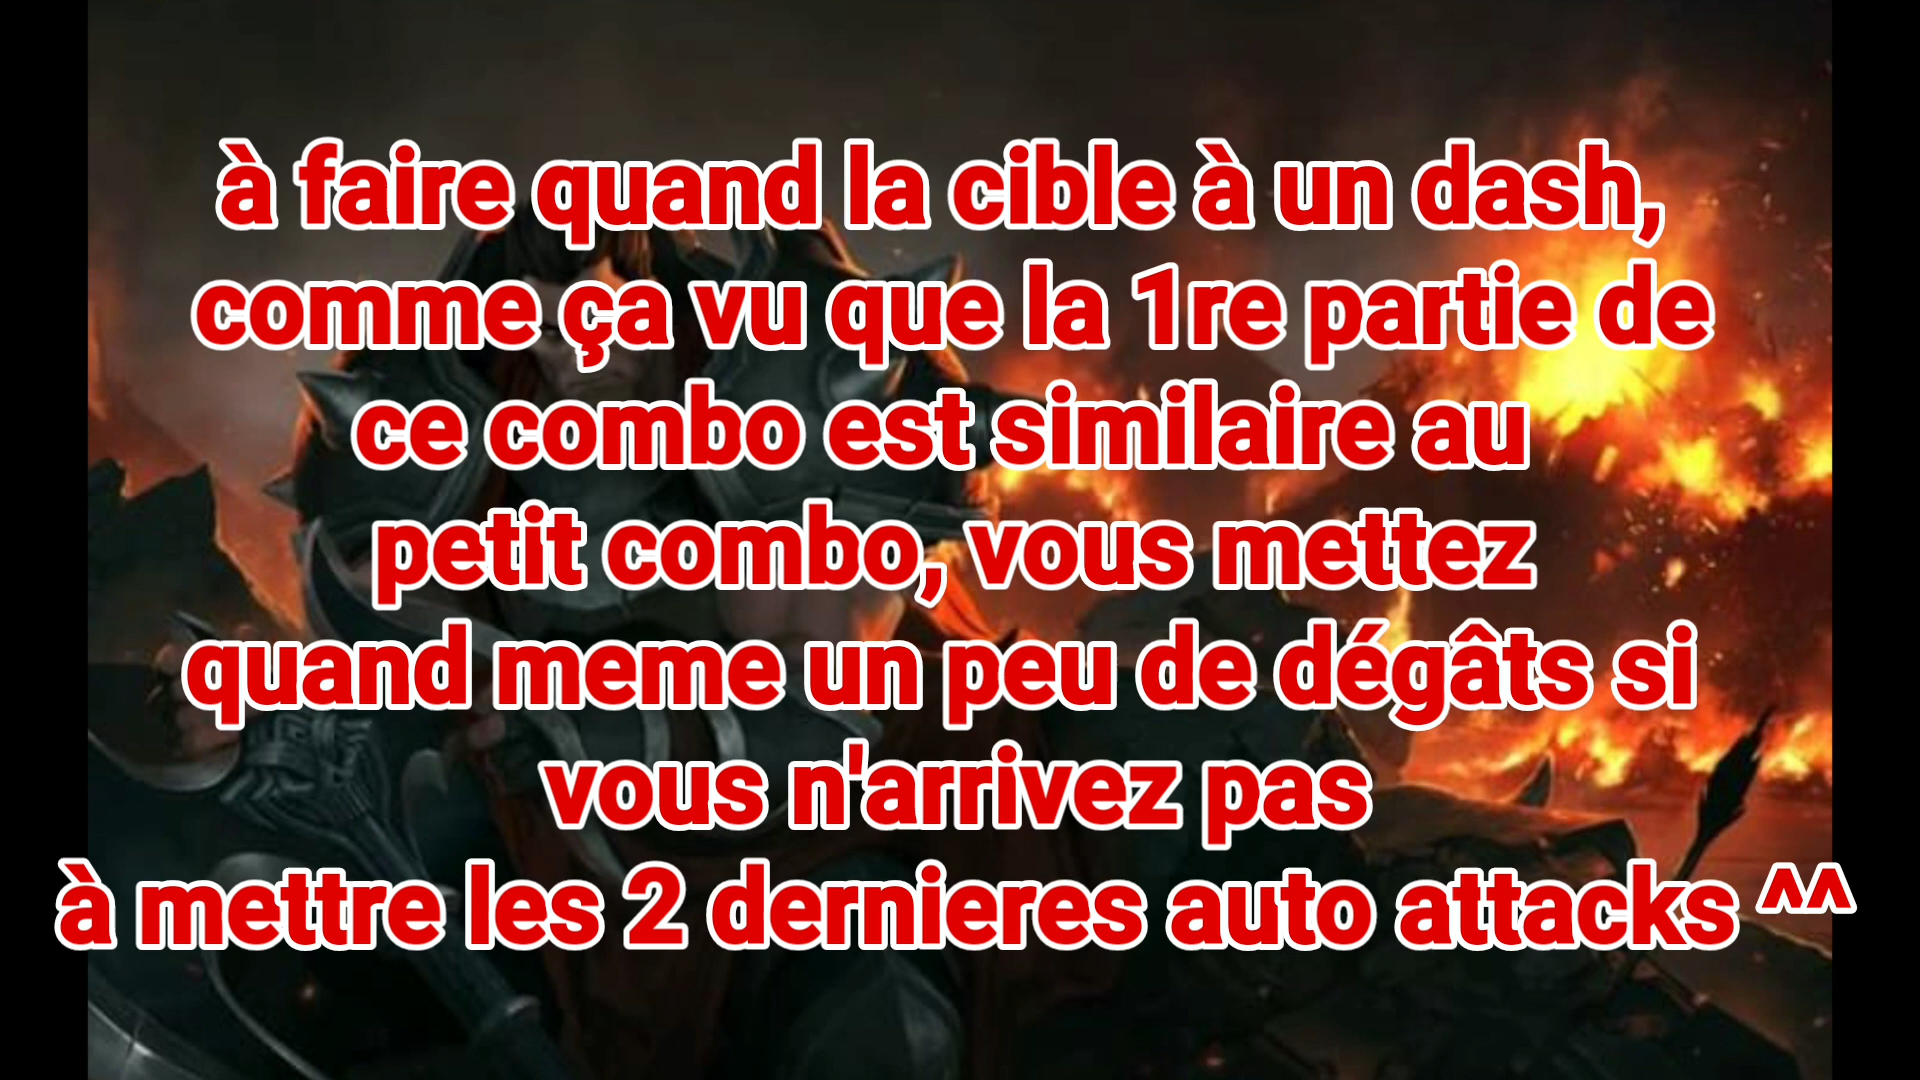 à faire quand la cible à un dash,
comme ça vu que la 1re partie de
ce combo est similaire au
petit combo, vous mettez
quand meme un peu de dégâts si
vous n'arrivez pas
à mettre les 2 dernieres auto attacks ^^